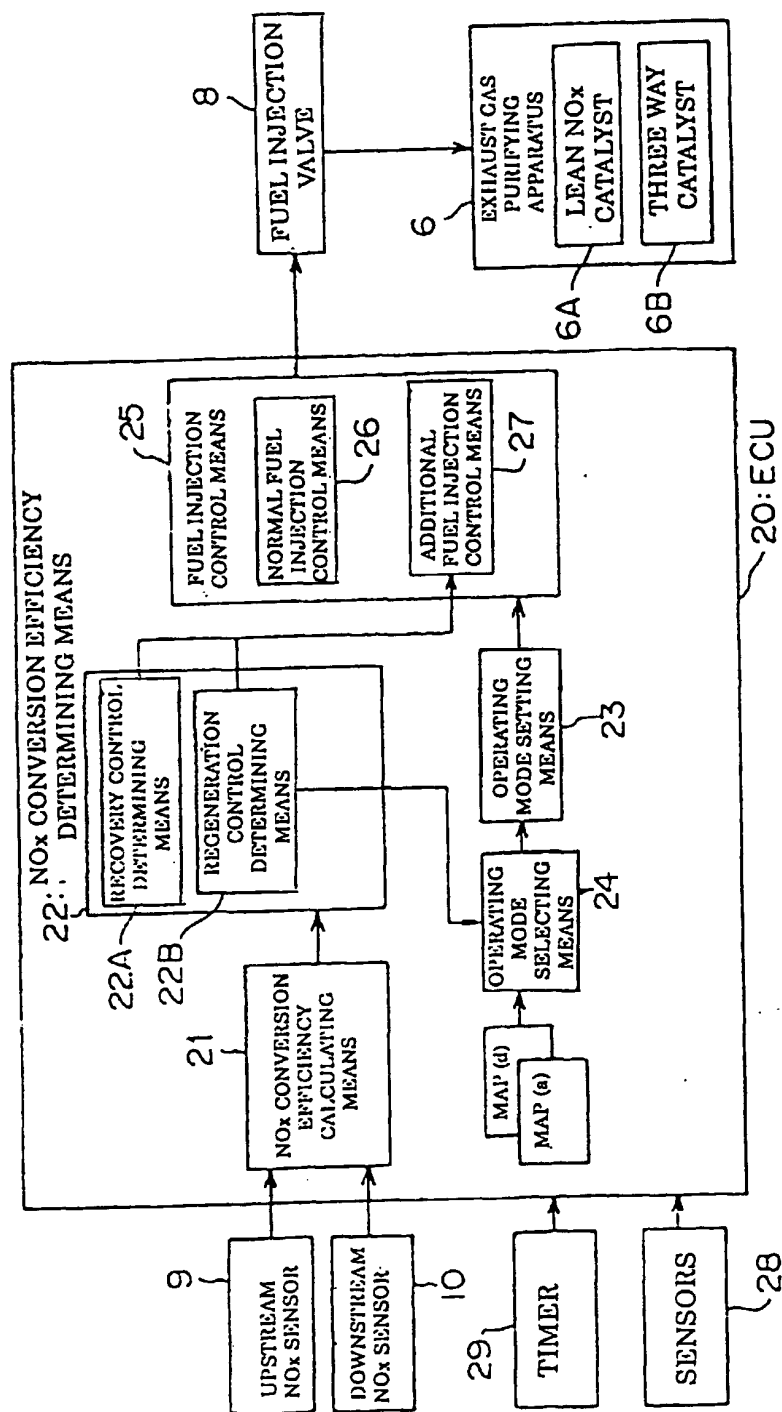 9
UPSTREAM
NOx SENSOR
DOWNSTREAM
NOx SENSOR
10
29
TIMER
SENSORS
28
20:ECU
21
NOx CONVERSION
EFFICIENCY
CALCULATING
MEANS
22: NOx CONVERSION EFFICIENCY
DETERMINING MEANS
RECOVERY CONTROL
DETERMINING
MEANS
22A
REGENERATION
CONTROL
DETERMINING
MEANS
22B
MAP (d)
MAP (a)
OPERATING
MODE
SELECTING
MEANS
24
OPERATING
MODE SETTING
MEANS
23
25
FUEL INJECTION
CONTROL MEANS
NORMAL FUEL
INJECTION
CONTROL MEANS
26
ADDITIONAL
FUEL INJECTION
CONTROL MEANS
27
8
FUEL INJECTION
VALVE
6
EXHAUST GAS
PURIFYING
APPARATUS
LEAN NOx
CATALYST
6A
THREE WAY
CATALYST
6B